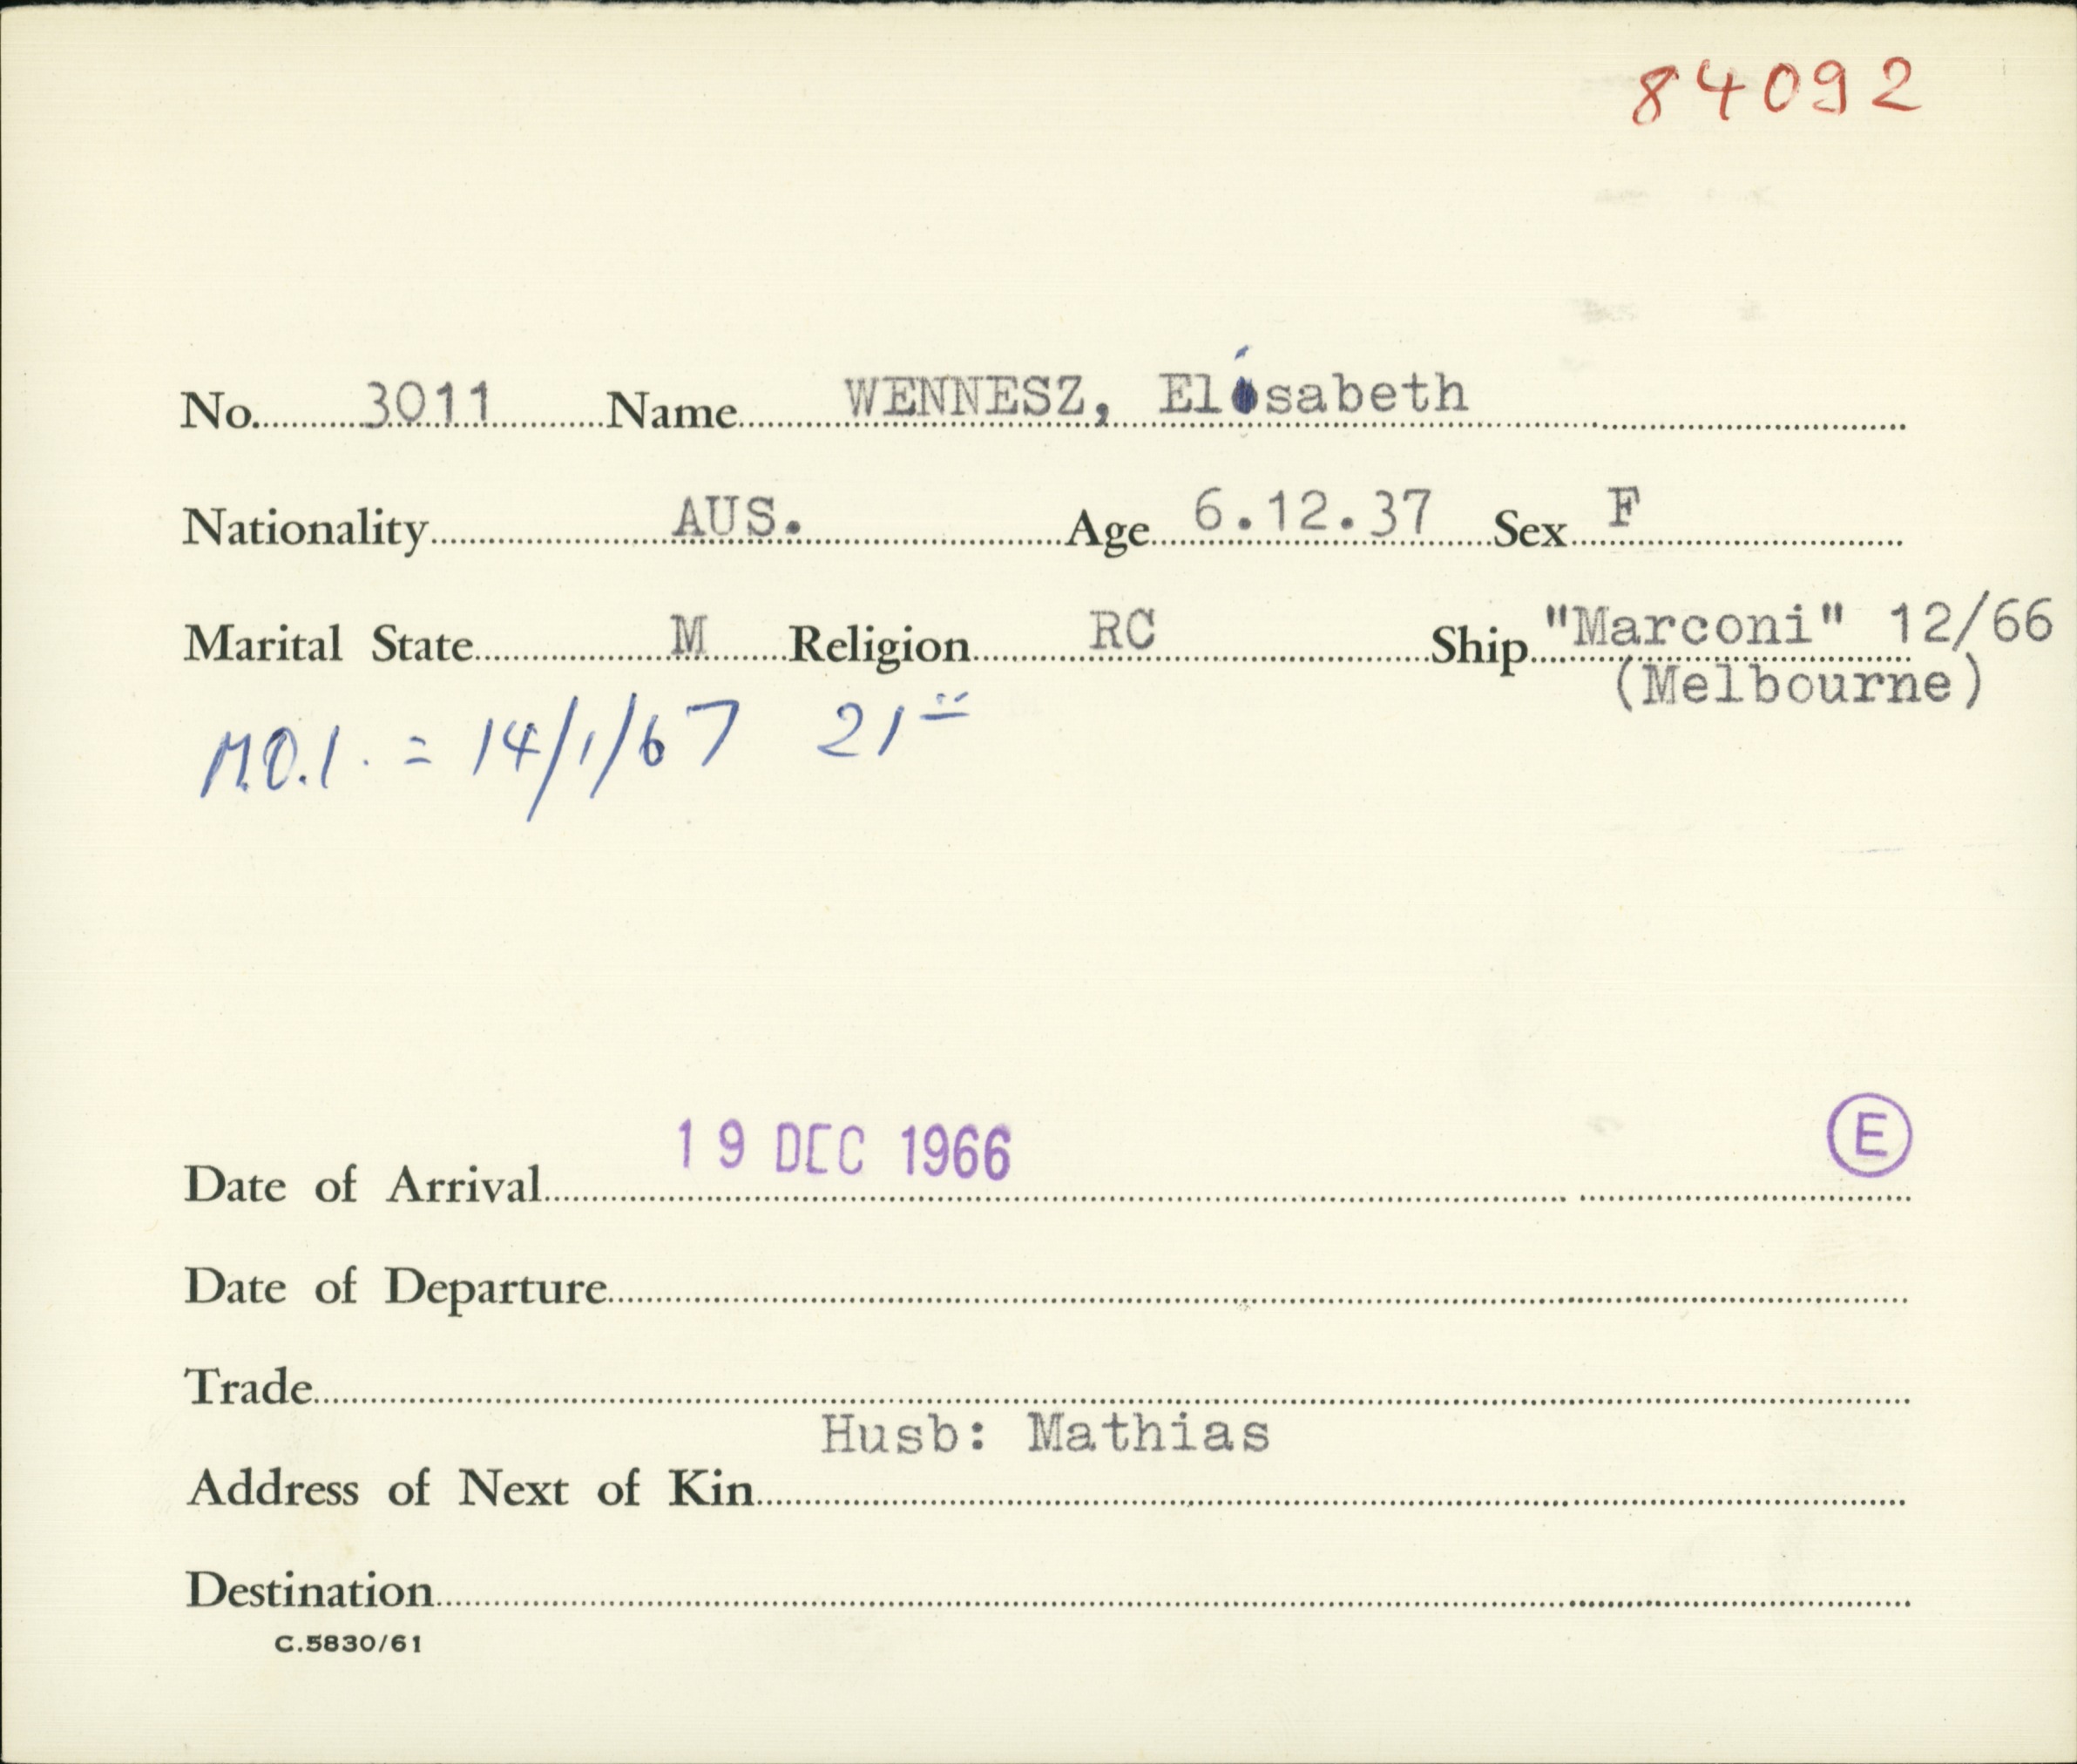 84092
No. 3011 Name WENNESZ, Elisabeth
Nationality AUS. Age 6.12.37 Sex F
Marital State M Religion RC Ship "Marconi" 12/66
(Melbourne)
M.O.I. = 14/1/67 21=
Date of Arrival 19 DEC 1966 E
Date of Departure
Trade
Husb: Mathias
Address of Next of Kin
Destination
C.5830/61